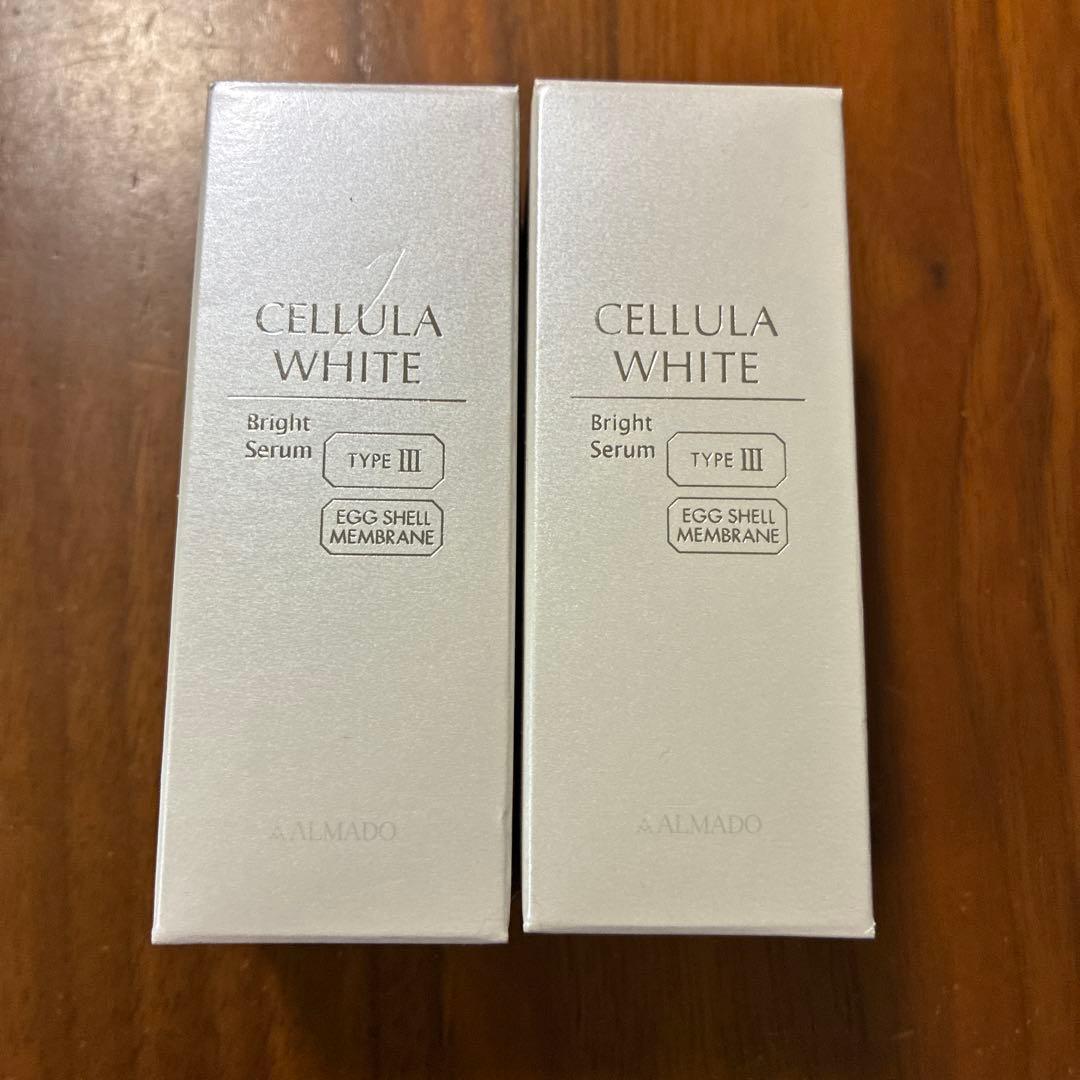 CELLULA
WHITE
Bright
Serum
TYPE III
EGG SHELL
MEMBRANE
ALMADO
CELLULA
WHITE
Bright
Serum
TYPE III
EGG SHELL
MEMBRANE
ALMADO